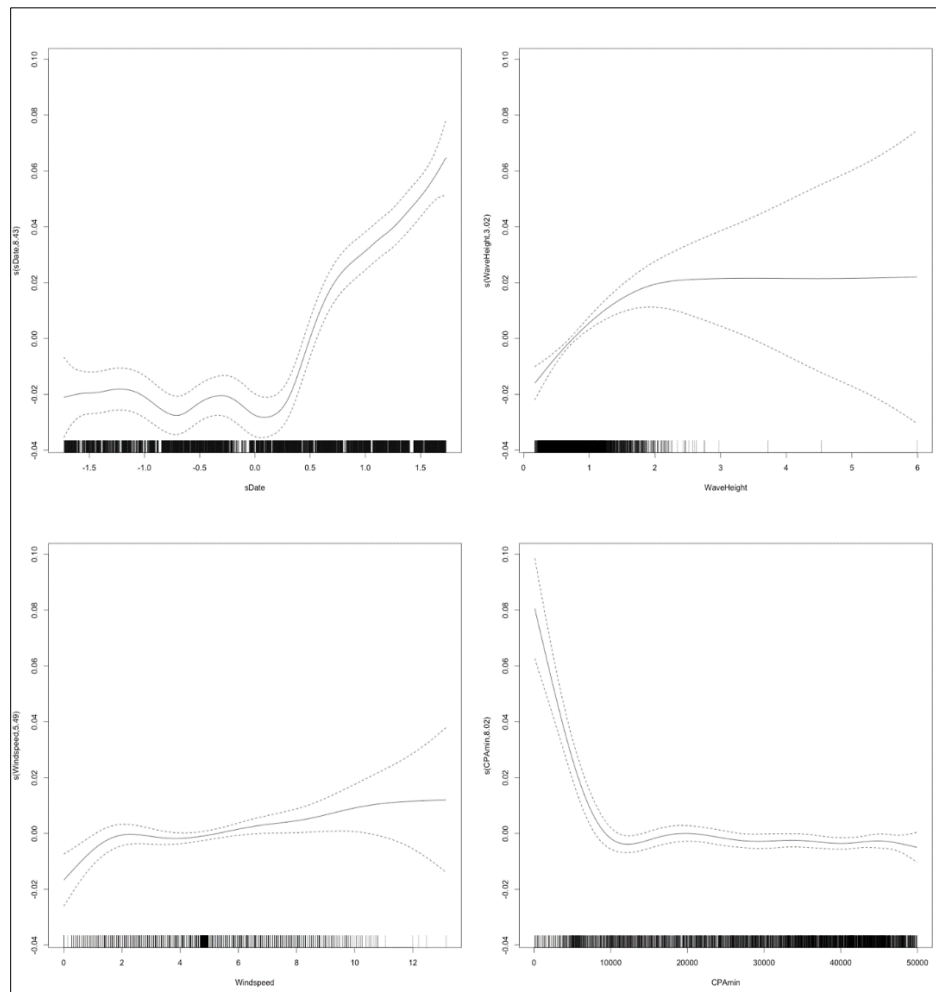 0.10
0.08
0.06
0.04
0.02
0.00
-0.02
-0.04
s(sDate,8.43)
-1.5 -1.0 -0.5 0.0 0.5 1.0 1.5
sDate
0.10
0.08
0.06
0.04
0.02
0.00
-0.02
-0.04
s(WaveHeight,3.02)
0 1 2 3 4 5 6
WaveHeight
0.10
0.08
0.06
0.04
0.02
0.00
-0.02
-0.04
s(Windspeed,5.49)
0 2 4 6 8 10 12
Windspeed
0.10
0.08
0.06
0.04
0.02
0.00
-0.02
-0.04
s(CPAmin,8.02)
0 10000 20000 30000 40000 50000
CPAmin